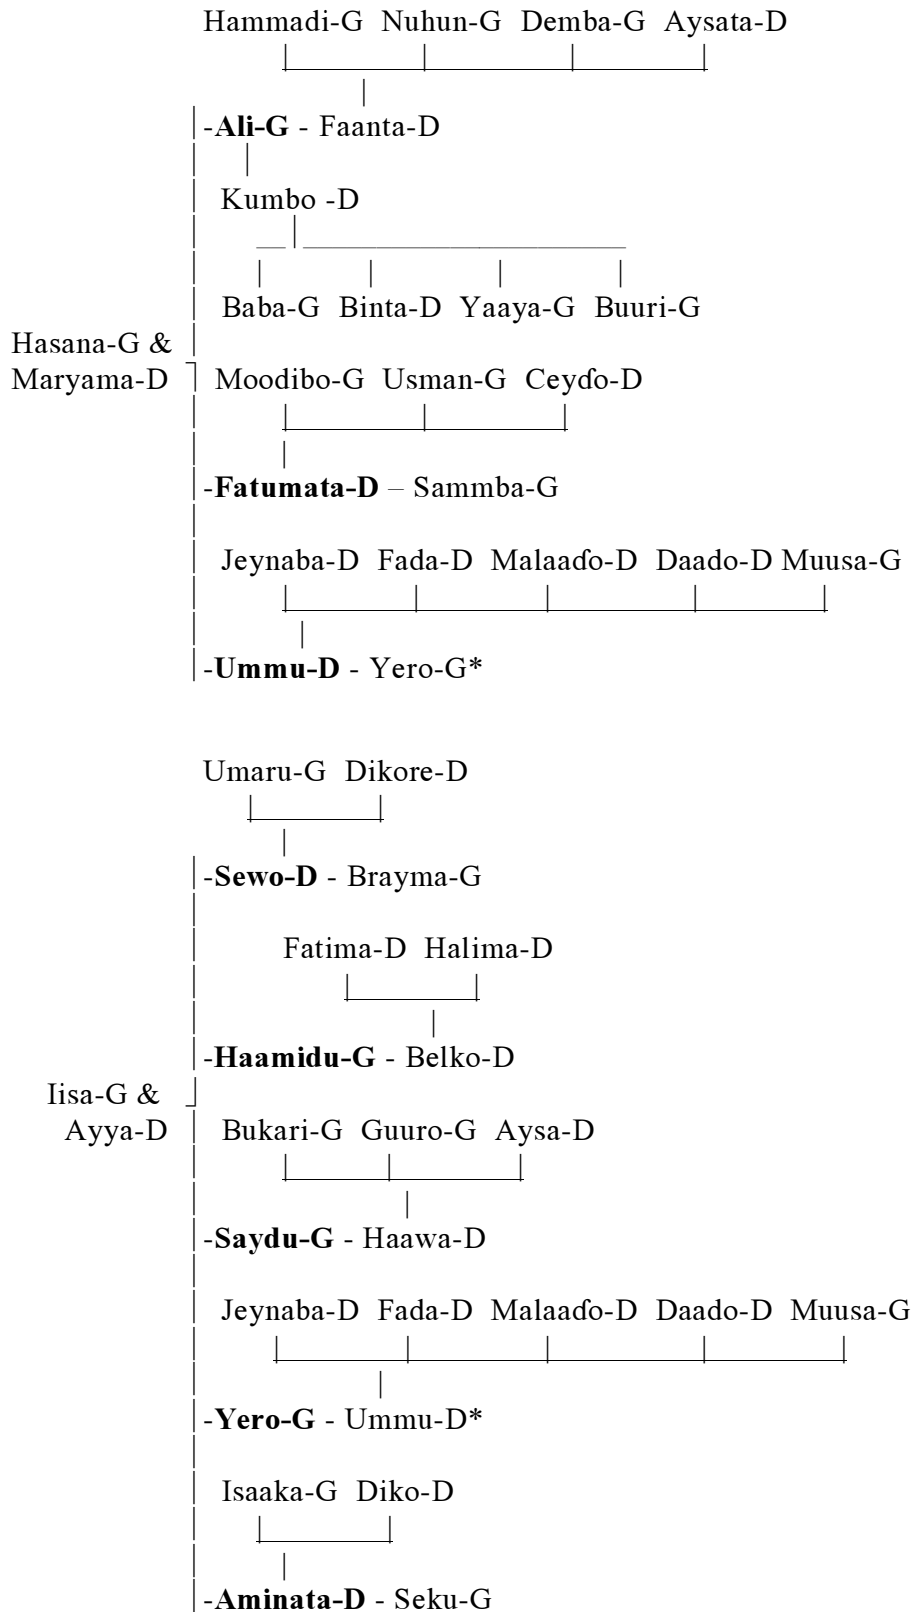 Hammadi-G Nuhun-G Demba-G Aysata-D
-Ali-G - Faanta-D
Kumbo -D
Baba-G Binta-D Yaaya-G Buuri-G
Hasana-G &
Maryama-D Moodibo-G Usman-G Ceyɗo-D
-Fatumata-D – Sammba-G
Jeynaba-D Fada-D Malaaɗo-D Daado-D Muusa-G
-Ummu-D - Yero-G*
Umaru-G Dikore-D
-Sewo-D - Brayma-G
Fatima-D Halima-D
-Haamidu-G - Belko-D
Iisa-G &
Ayya-D Bukari-G Guuro-G Aysa-D
-Saydu-G - Haawa-D
Jeynaba-D Fada-D Malaaɗo-D Daado-D Muusa-G
-Yero-G - Ummu-D*
Isaaka-G Diko-D
-Aminata-D - Seku-G